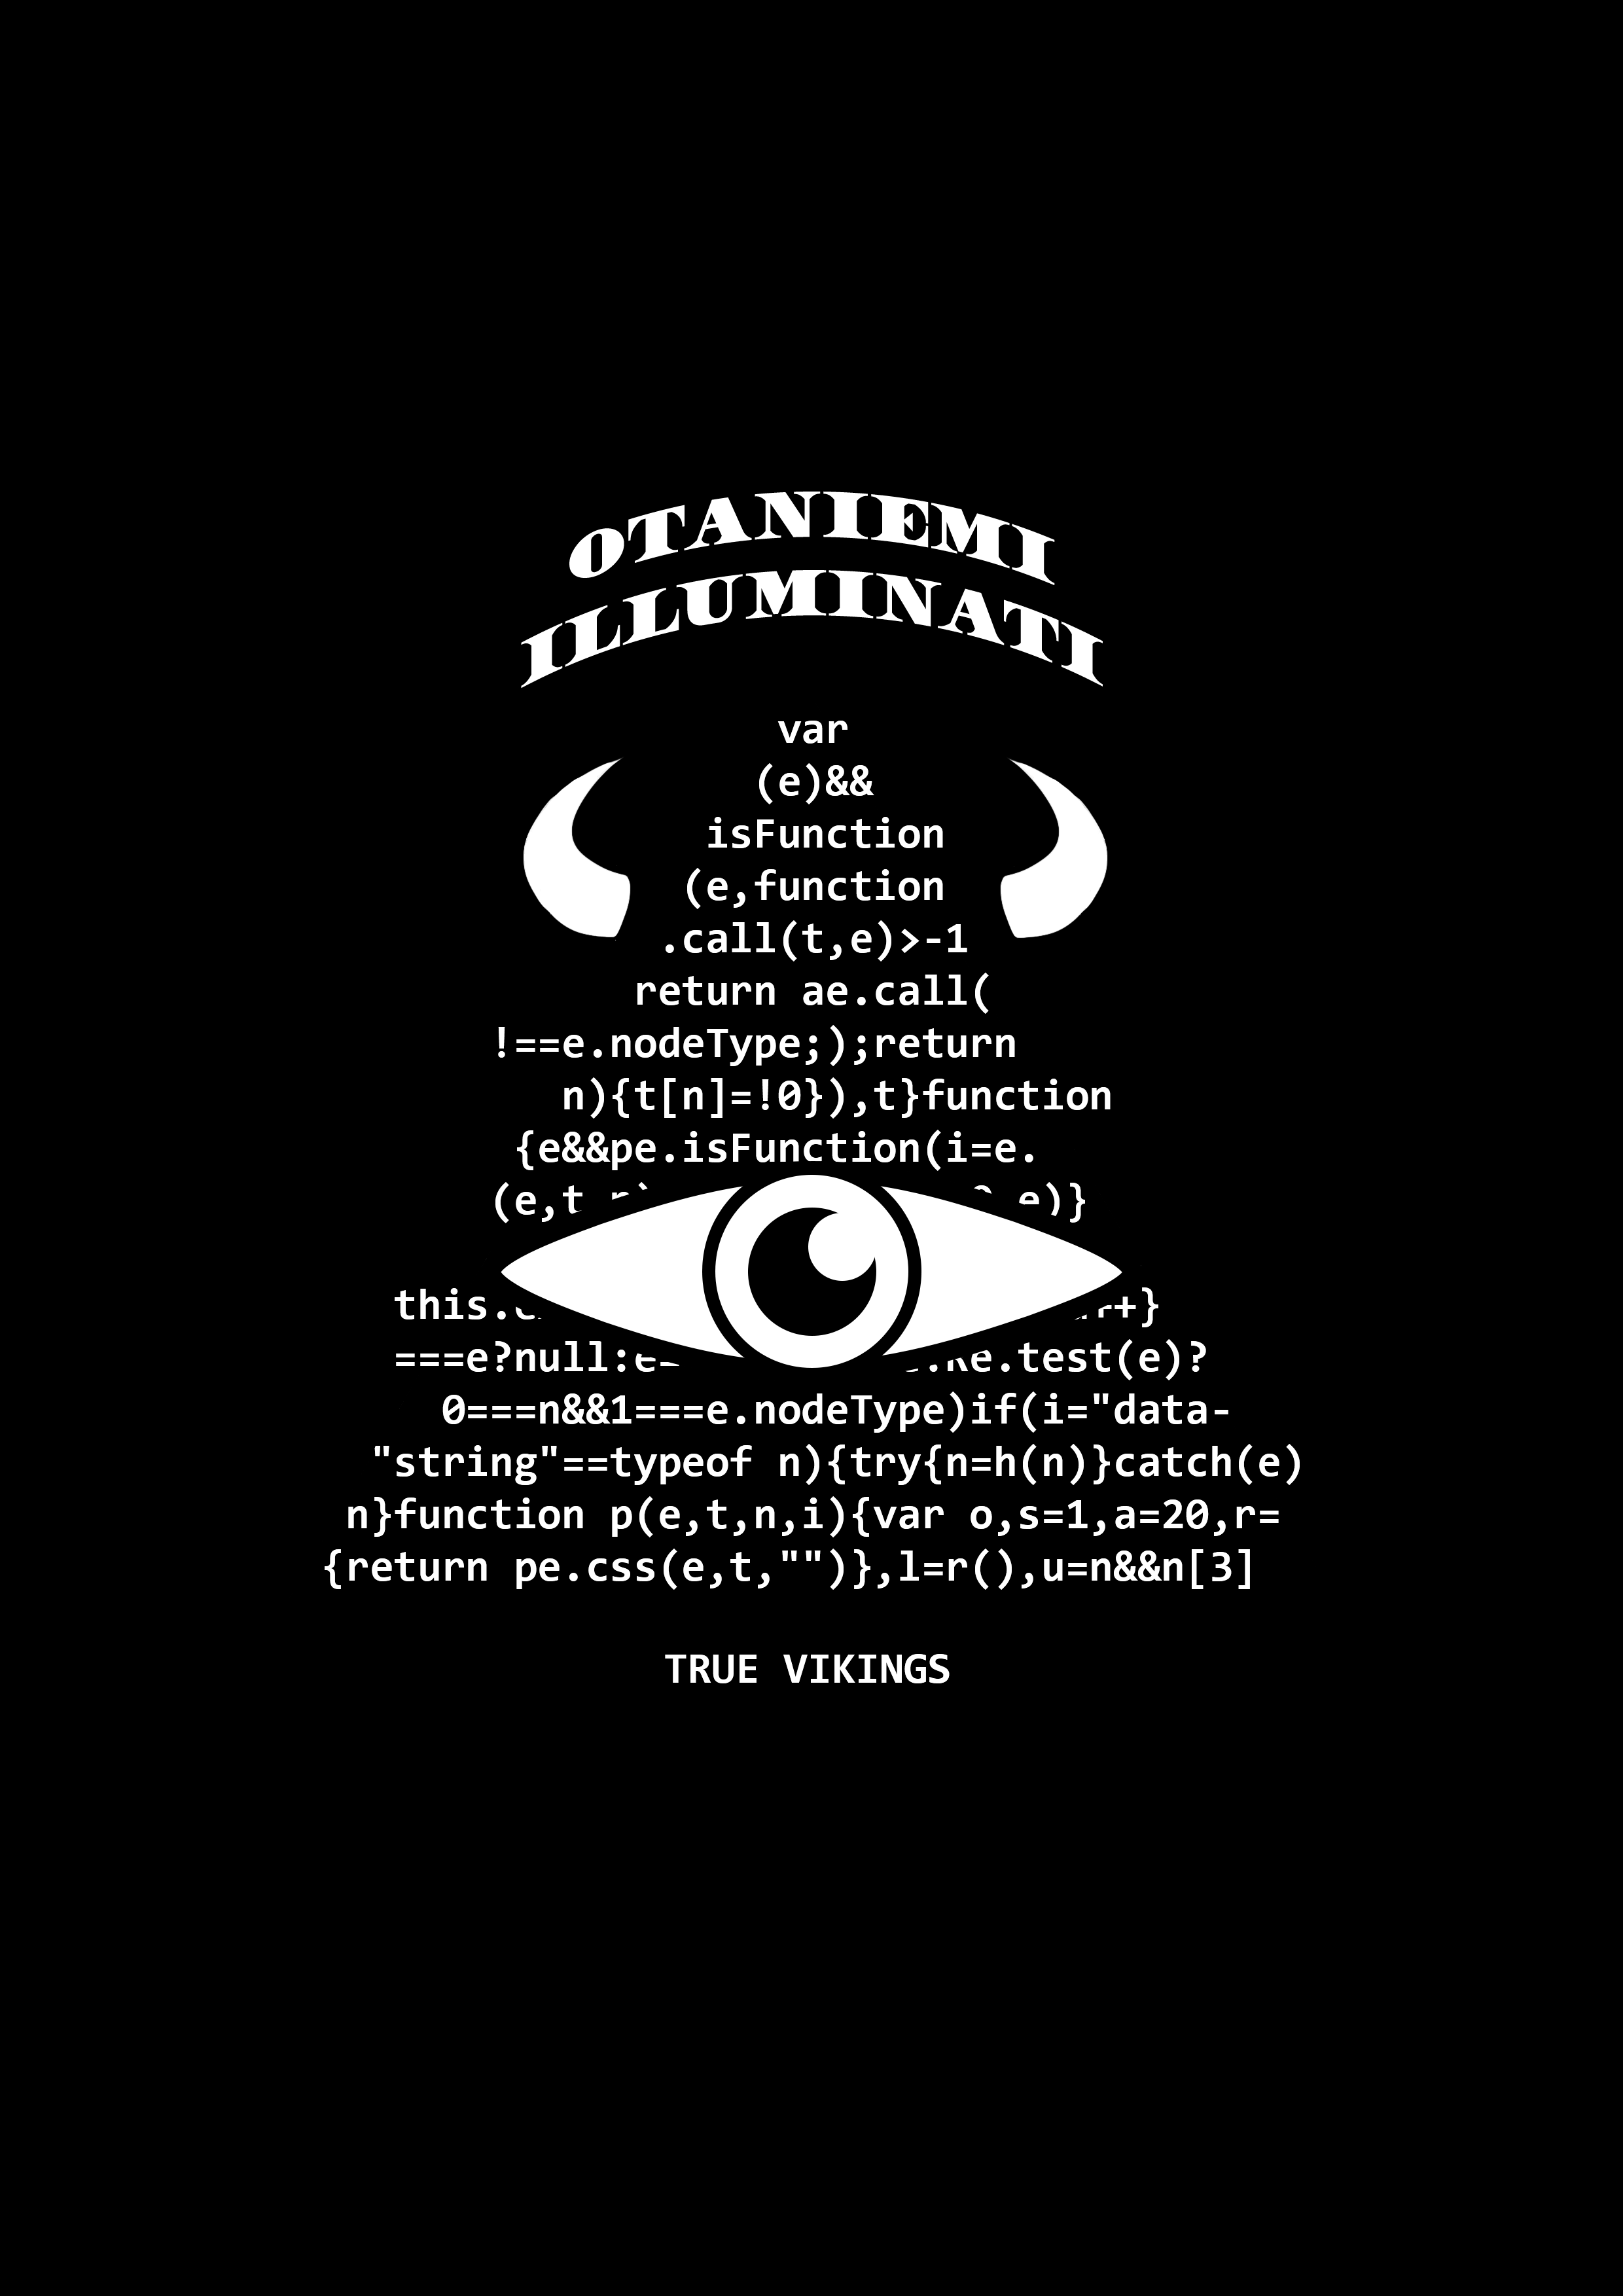 OTANIEMI
ILLUMINATI
var
(e)&&
isFunction
(e,function
.call(t,e)>-1
return ae.call(
!==e.nodeType;);return
n){t[n]=!0}),t}function
{e&&pe.isFunction(i=e.
(e,t e)}
this. +}
===e?null:e= e.test(e)?
0===n&&1===e.nodeType)if(i="data-
"string"==typeof n){try{n=h(n)}catch(e)
n}function p(e,t,n,i){var o,s=1,a=20,r=
{return pe.css(e,t,"")},l=r(),u=n&&n[3]
TRUE VIKINGS